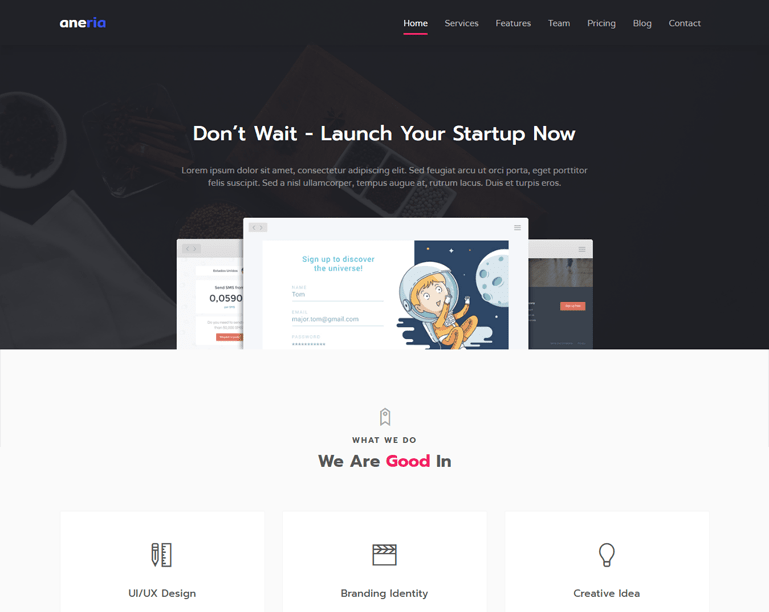 aneria
Home Services Features Team Pricing Blog Contact
Don't Wait - Launch Your Startup Now
Lorem ipsum dolor sit amet, consectetur adipiscing elit. Sed feugiat arcu ut orci porta, eget porttitor
felis suscipit. Sed a nisl ullamcorper, tempus augue at, rutrum lacus. Duis et turpis eros.
Send SMS from
0,0590
Sign up to discover
the universe!
NAME
Tom
EMAIL
major.tom@gmail.com
PASSWORD
WHAT WE DO
We Are Good In
UI/UX Design
Branding Identity
Creative Idea